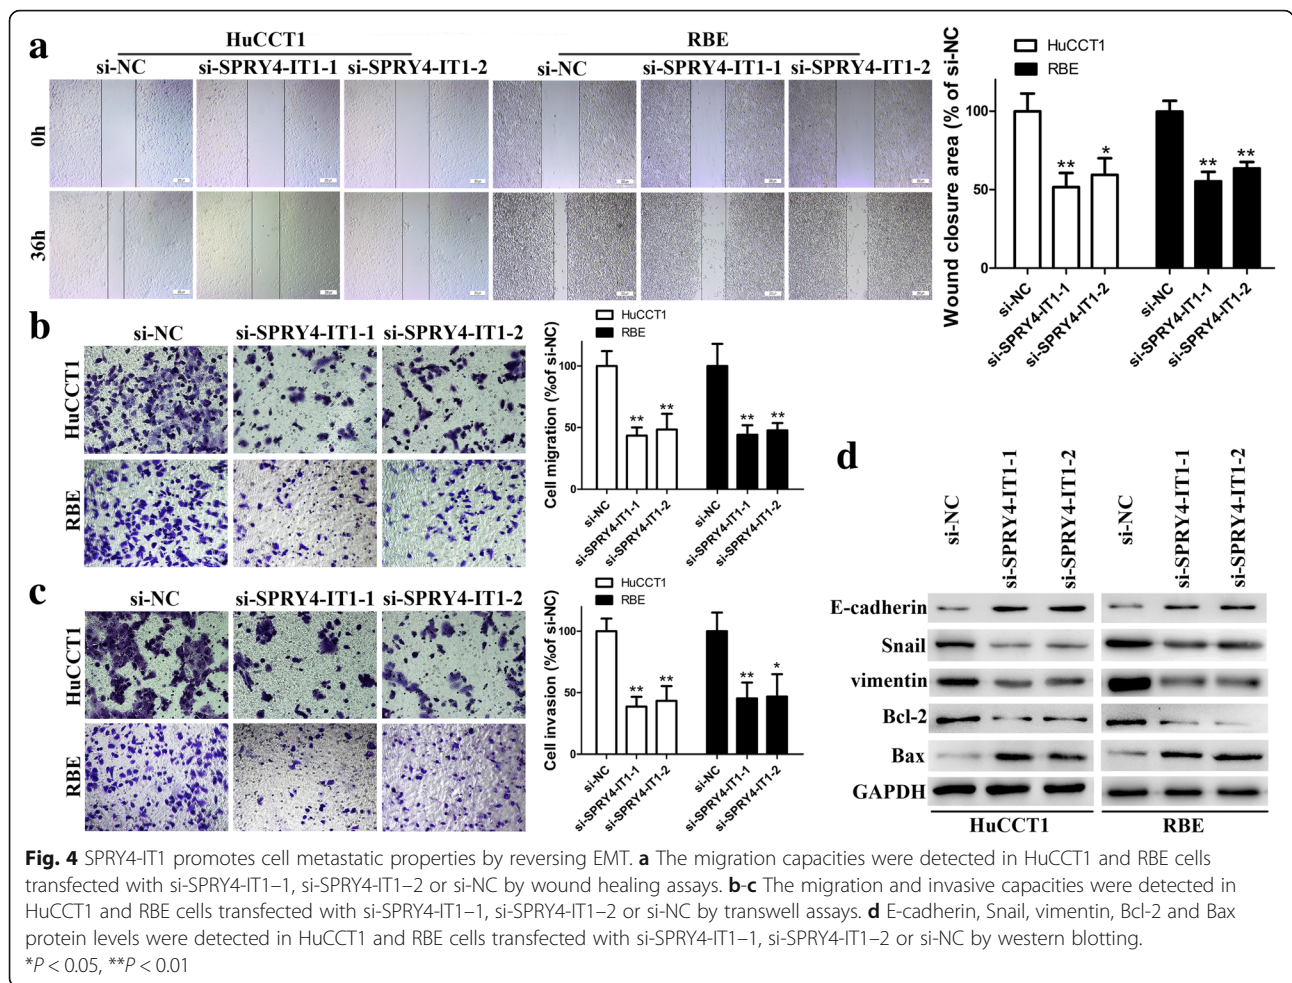 a
HuCCT1
RBE
si-NC si-SPRY4-IT1-1 si-SPRY4-IT1-2 si-NC si-SPRY4-IT1-1 si-SPRY4-IT1-2
0h
36h
Wound closure area (% of si-NC)
HuCCT1
RBE
100
50
0
** * ** **
si-NC si-SPRY4-IT1-1 si-SPRY4-IT1-2 si-NC si-SPRY4-IT1-1 si-SPRY4-IT1-2
b
si-NC si-SPRY4-IT1-1 si-SPRY4-IT1-2
HuCCT1
RBE
Cell migration (%of si-NC)
HuCCT1
RBE
100
50
0
** ** ** **
si-NC si-SPRY4-IT1-1 si-SPRY4-IT1-2 si-NC si-SPRY4-IT1-1 si-SPRY4-IT1-2
c
si-NC si-SPRY4-IT1-1 si-SPRY4-IT1-2
HuCCT1
RBE
Cell invasion (%of si-NC)
HuCCT1
RBE
100
50
0
** ** ** *
si-NC si-SPRY4-IT1-1 si-SPRY4-IT1-2 si-NC si-SPRY4-IT1-1 si-SPRY4-IT1-2
d
si-NC si-SPRY4-IT1-1 si-SPRY4-IT1-2 si-NC si-SPRY4-IT1-1 si-SPRY4-IT1-2
E-cadherin
Snail
vimentin
Bcl-2
Bax
GAPDH
HuCCT1 RBE
Fig. 4 SPRY4-IT1 promotes cell metastatic properties by reversing EMT. a The migration capacities were detected in HuCCT1 and RBE cells
transfected with si-SPRY4-IT1–1, si-SPRY4-IT1–2 or si-NC by wound healing assays. b-c The migration and invasive capacities were detected in
HuCCT1 and RBE cells transfected with si-SPRY4-IT1–1, si-SPRY4-IT1–2 or si-NC by transwell assays. d E-cadherin, Snail, vimentin, Bcl-2 and Bax
protein levels were detected in HuCCT1 and RBE cells transfected with si-SPRY4-IT1–1, si-SPRY4-IT1–2 or si-NC by western blotting.
*P < 0.05, **P < 0.01